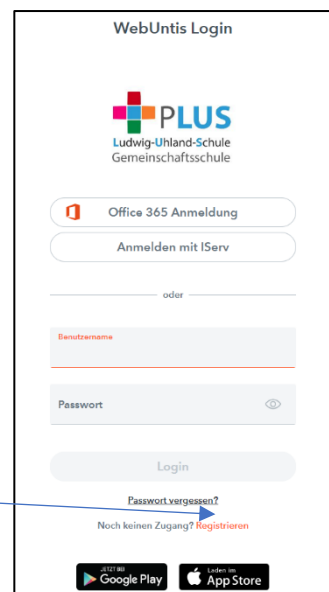 WebUntis Login
PLUS
Ludwig-Uhland-Schule
Gemeinschaftsschule
Office 365 Anmeldung
Anmelden mit IServ
oder
Benutzername
Passwort
Login
Passwort vergessen?
Noch keinen Zugang? Registrieren
JETZT BEI
Google Play
Laden im
App Store